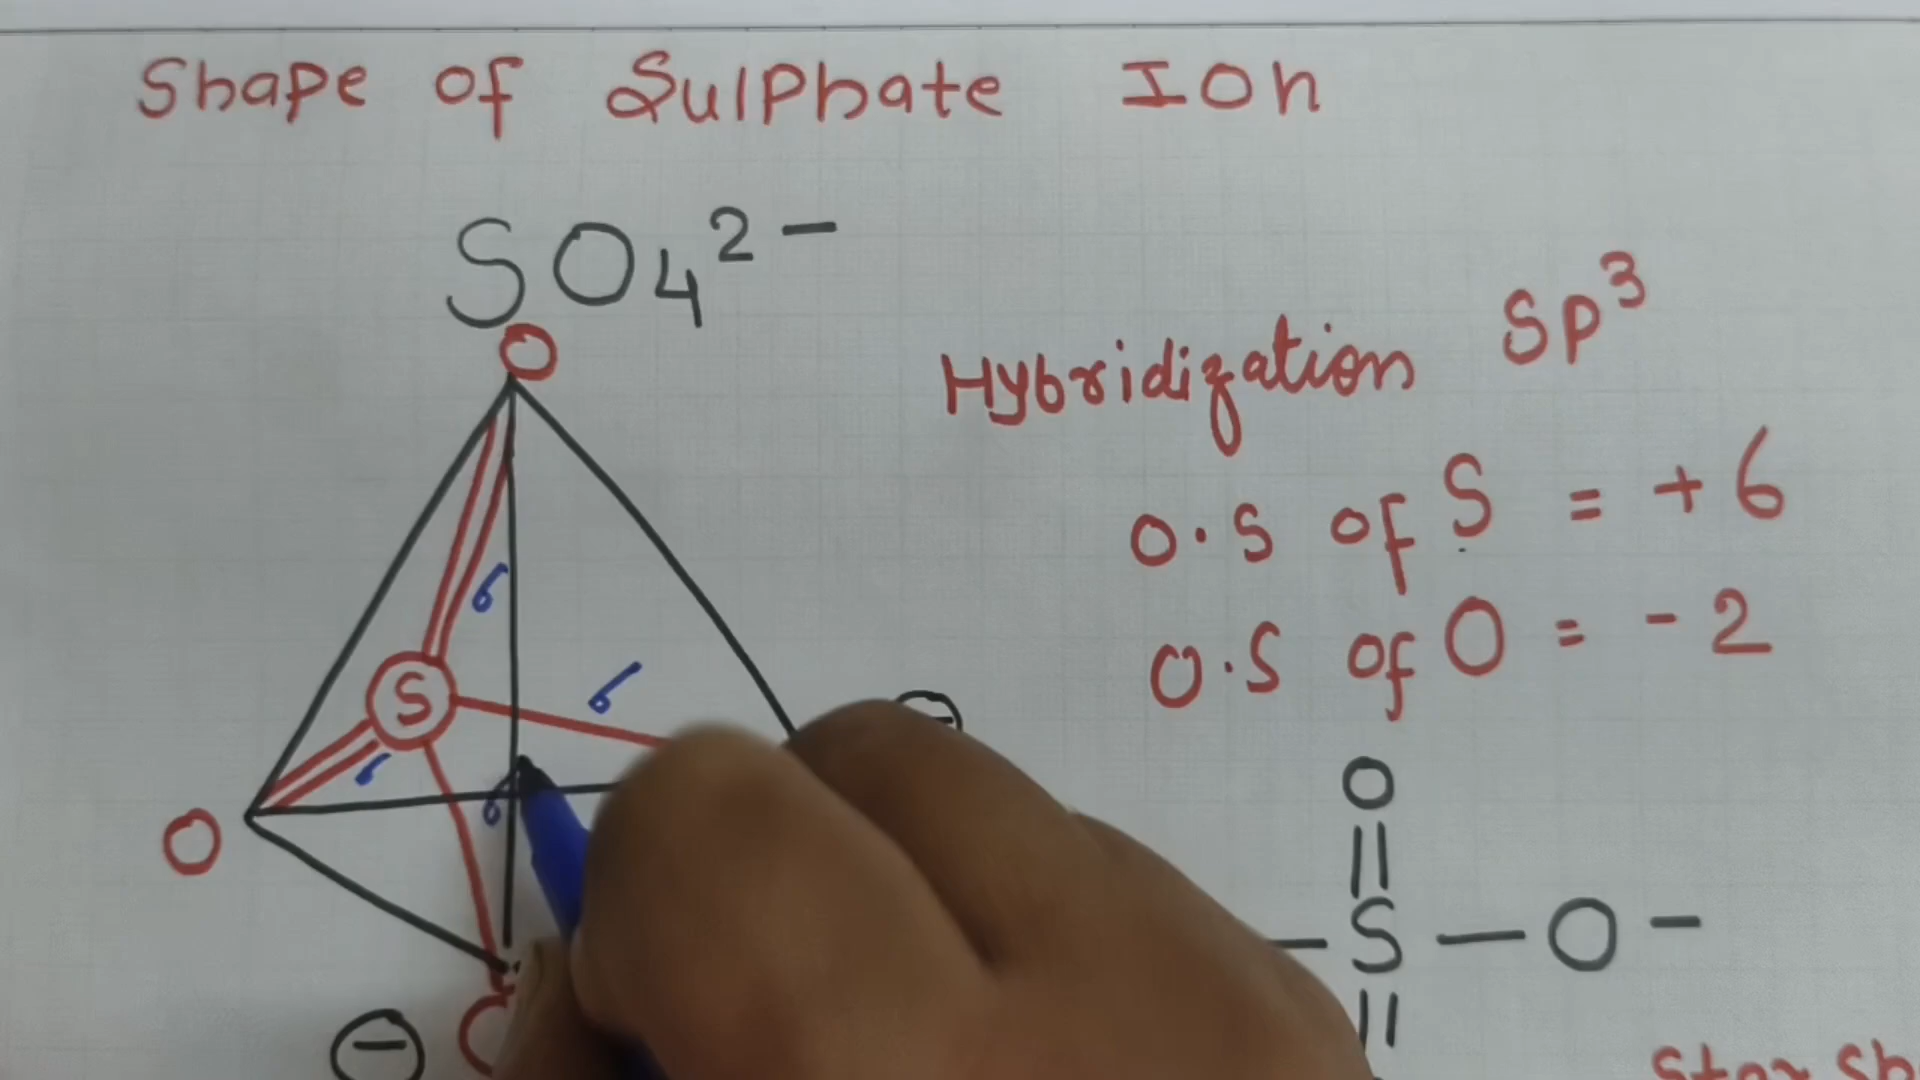 Shape of Sulphate Ion
SO4 2-
Hybridization SP3
O.S of S = +6
O.S of O = -2
O
σ
σ
S
σ
σ
O
⊖
⊖
O
||
— S — O -
||